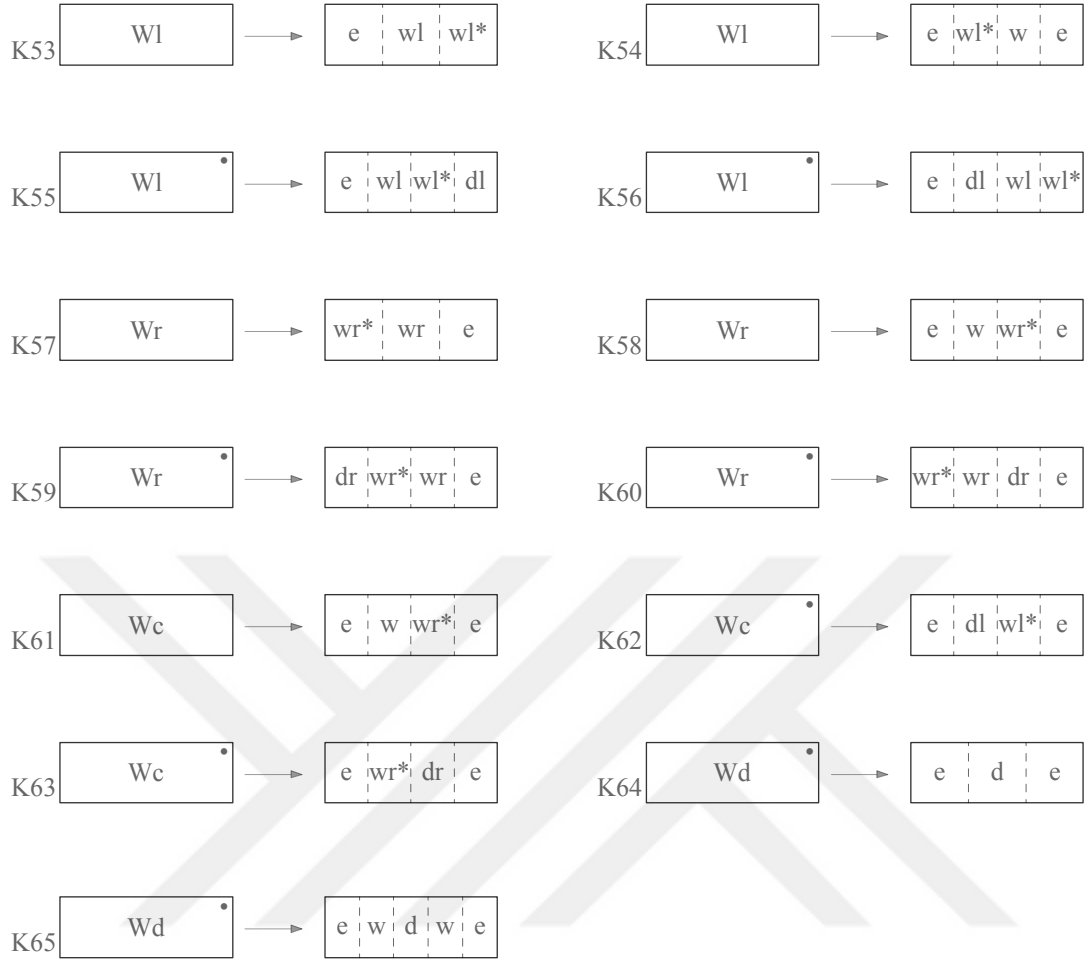 K53 Wl e wl wl* K54 Wl e wl* w e
K55 Wl e wl wl* dl K56 Wl e dl wl wl*
K57 Wr wr* wr e K58 Wr e w wr* e
K59 Wr dr wr* wr e K60 Wr wr* wr dr e
K61 Wc e w wr* e K62 Wc e dl wl* e
K63 Wc e wr* dr e K64 Wd e d e
K65 Wd e w d w e